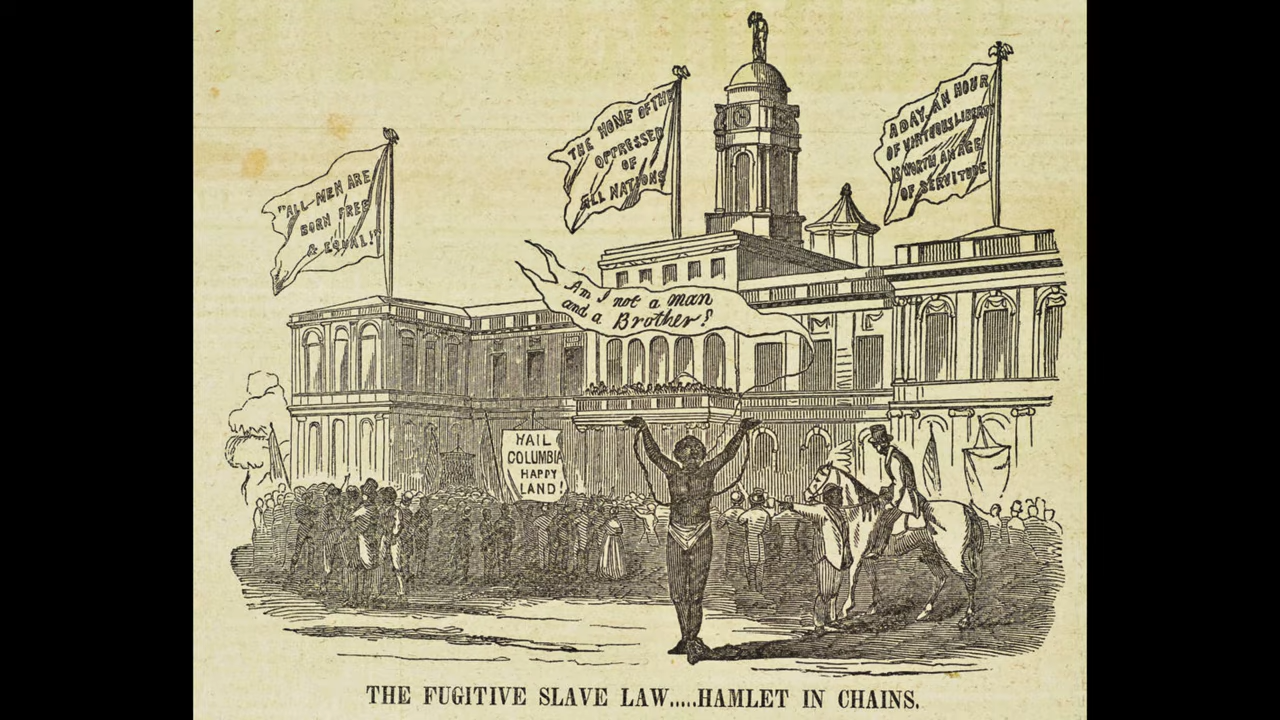 "ALL MEN ARE
BORN FREE
& EQUAL!"
THE HOME OF THE
OPPRESSED
OF
ALL NATIONS
A DAY, AN HOUR
OF VIRTUOUS LIBERTY
IS WORTH AN AGE
OF SERVITUDE
Am I not a man
and a Brother?
HAIL
COLUMBIA
HAPPY
LAND!
THE FUGITIVE SLAVE LAW.....HAMLET IN CHAINS.